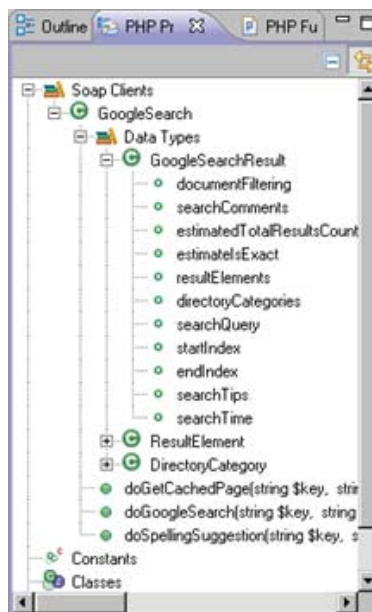 Outline
PHP Pr
PHP Fu
Soap Clients
GoogleSearch
Data Types
GoogleSearchResult
documentFiltering
searchComments
estimatedTotalResultsCount
estimateIsExact
resultElements
directoryCategories
searchQuery
startIndex
endIndex
searchTips
searchTime
ResultElement
DirectoryCategory
doGetCachedPage(string $key, strin
doGoogleSearch(string $key, string
doSpellingSuggestion(string $key, s
Constants
Classes